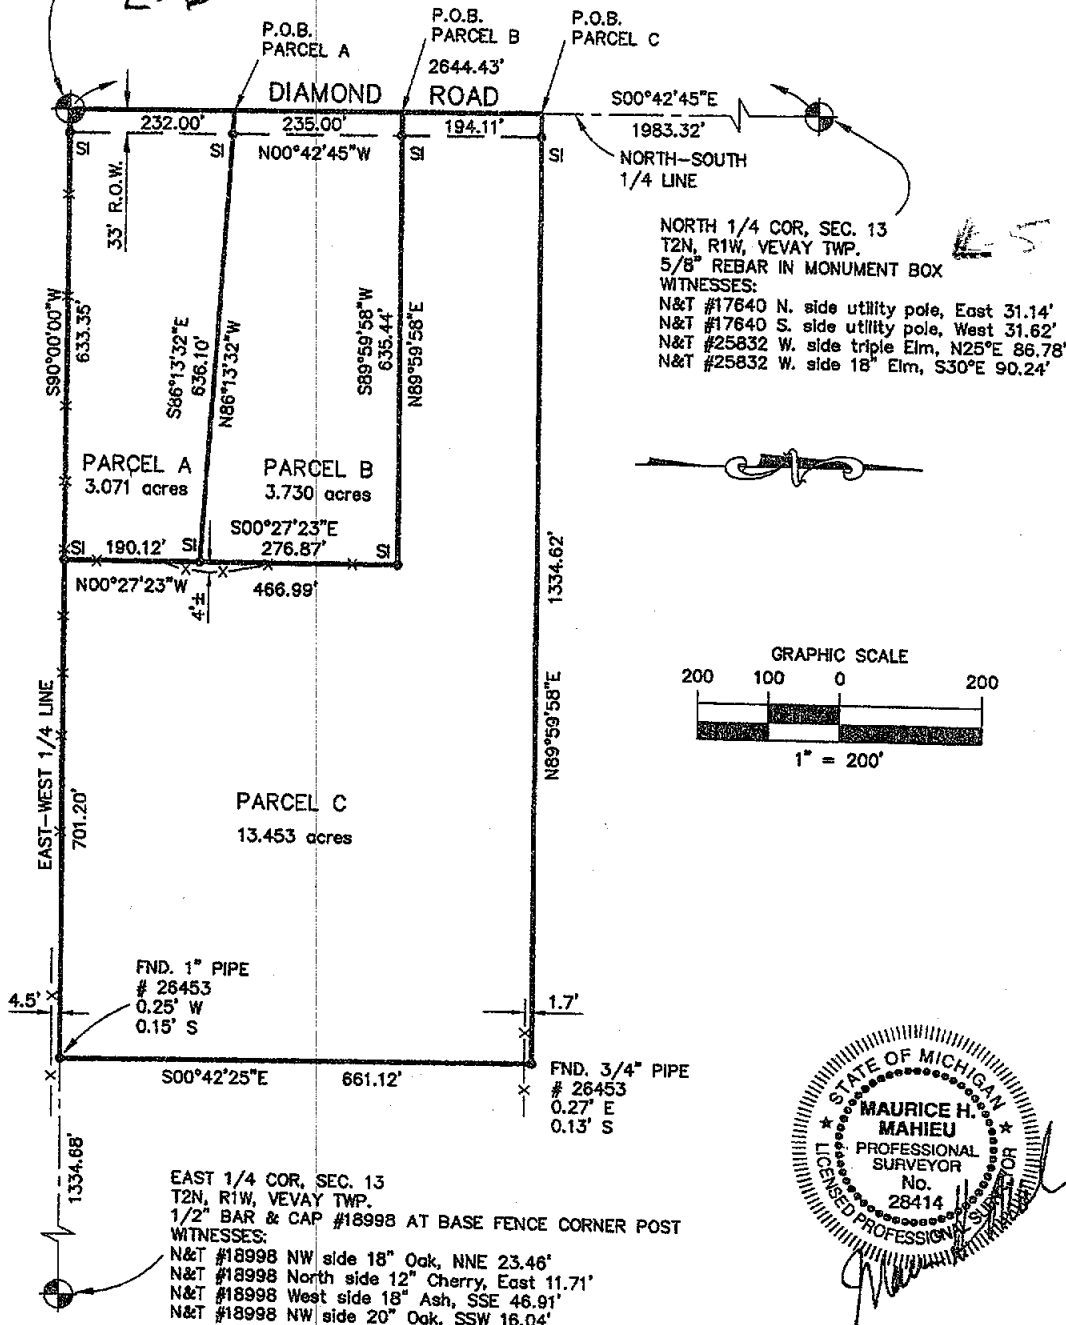 P.O.B.
PARCEL A
P.O.B.
PARCEL B
P.O.B.
PARCEL C
2644.43'
DIAMOND ROAD
S00°42'45"E
1983.32'
232.00'
235.00'
194.11'
N00°42'45"W
SI
SI
SI
SI
NORTH-SOUTH
1/4 LINE
33' R.O.W.
NORTH 1/4 COR, SEC. 13
T2N, R1W, VEVAY TWP.
5/8" REBAR IN MONUMENT BOX
WITNESSES:
N&T #17640 N. side utility pole, East 31.14'
N&T #17640 S. side utility pole, West 31.62'
N&T #25832 W. side triple Elm, N25°E 86.78'
N&T #25832 W. side 18" Elm, S30°E 90.24'
S90°00'00"W
633.35'
S86°13'32"E
636.10'
N86°13'32"W
S89°59'58"W
635.44'
N89°59'58"E
PARCEL A
3.071 acres
PARCEL B
3.730 acres
S00°27'23"E
SI
190.12'
SI
276.87'
SI
N00°27'23"W
466.99'
4'±
1334.62'
N89°59'58"E
GRAPHIC SCALE
200 100 0 200
1" = 200'
EAST-WEST 1/4 LINE
701.20'
PARCEL C
13.453 acres
FND. 1" PIPE
# 26453
0.25' W
0.15' S
4.5'
1.7'
S00°42'25"E
661.12'
FND. 3/4" PIPE
# 26453
0.27' E
0.13' S
1334.68'
EAST 1/4 COR, SEC. 13
T2N, R1W, VEVAY TWP.
1/2" BAR & CAP #18998 AT BASE FENCE CORNER POST
WITNESSES:
N&T #18998 NW side 18" Oak, NNE 23.46'
N&T #18998 North side 12" Cherry, East 11.71'
N&T #18998 West side 18" Ash, SSE 46.91'
N&T #18998 NW side 20" Oak, SSW 16.04'
STATE OF MICHIGAN
MAURICE H.
MAHIEU
PROFESSIONAL
SURVEYOR
No.
28414
LICENSED PROFESSIONAL SURVEYOR